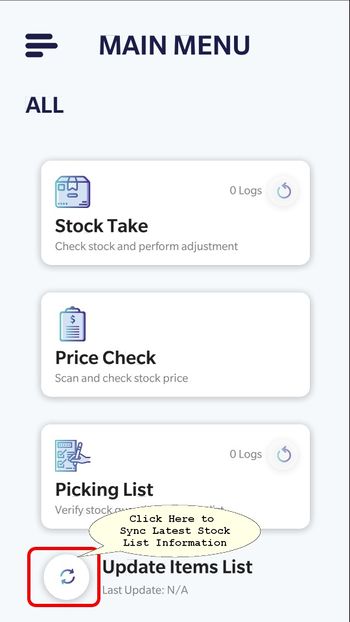 MAIN MENU
ALL
0 Logs
Stock Take
Check stock and perform adjustment
$
Price Check
Scan and check stock price
0 Logs
Picking List
Verify stock
Click Here to
Sync Latest Stock
List Information
Update Items List
Last Update: N/A